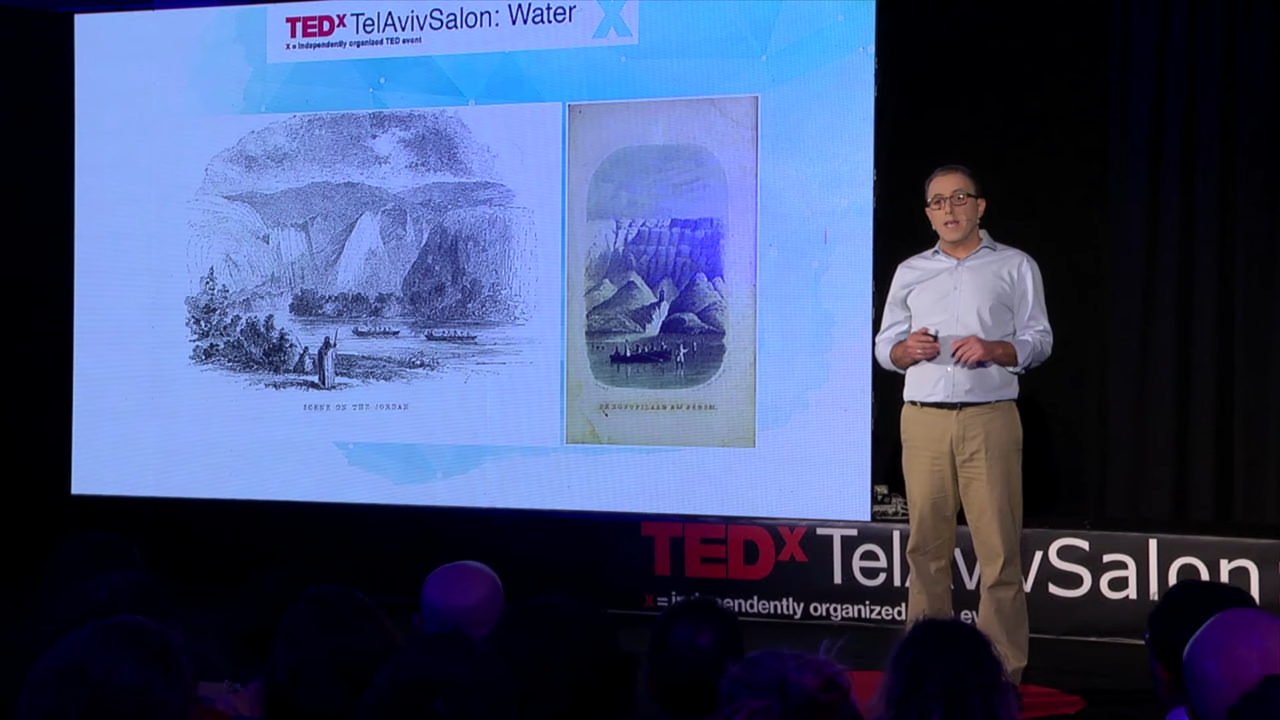 TEDx TelAvivSalon: Water
x = independently organized TED event
SCENE ON THE JORDAN
TEDx TelAvivSalon
x = independently organized